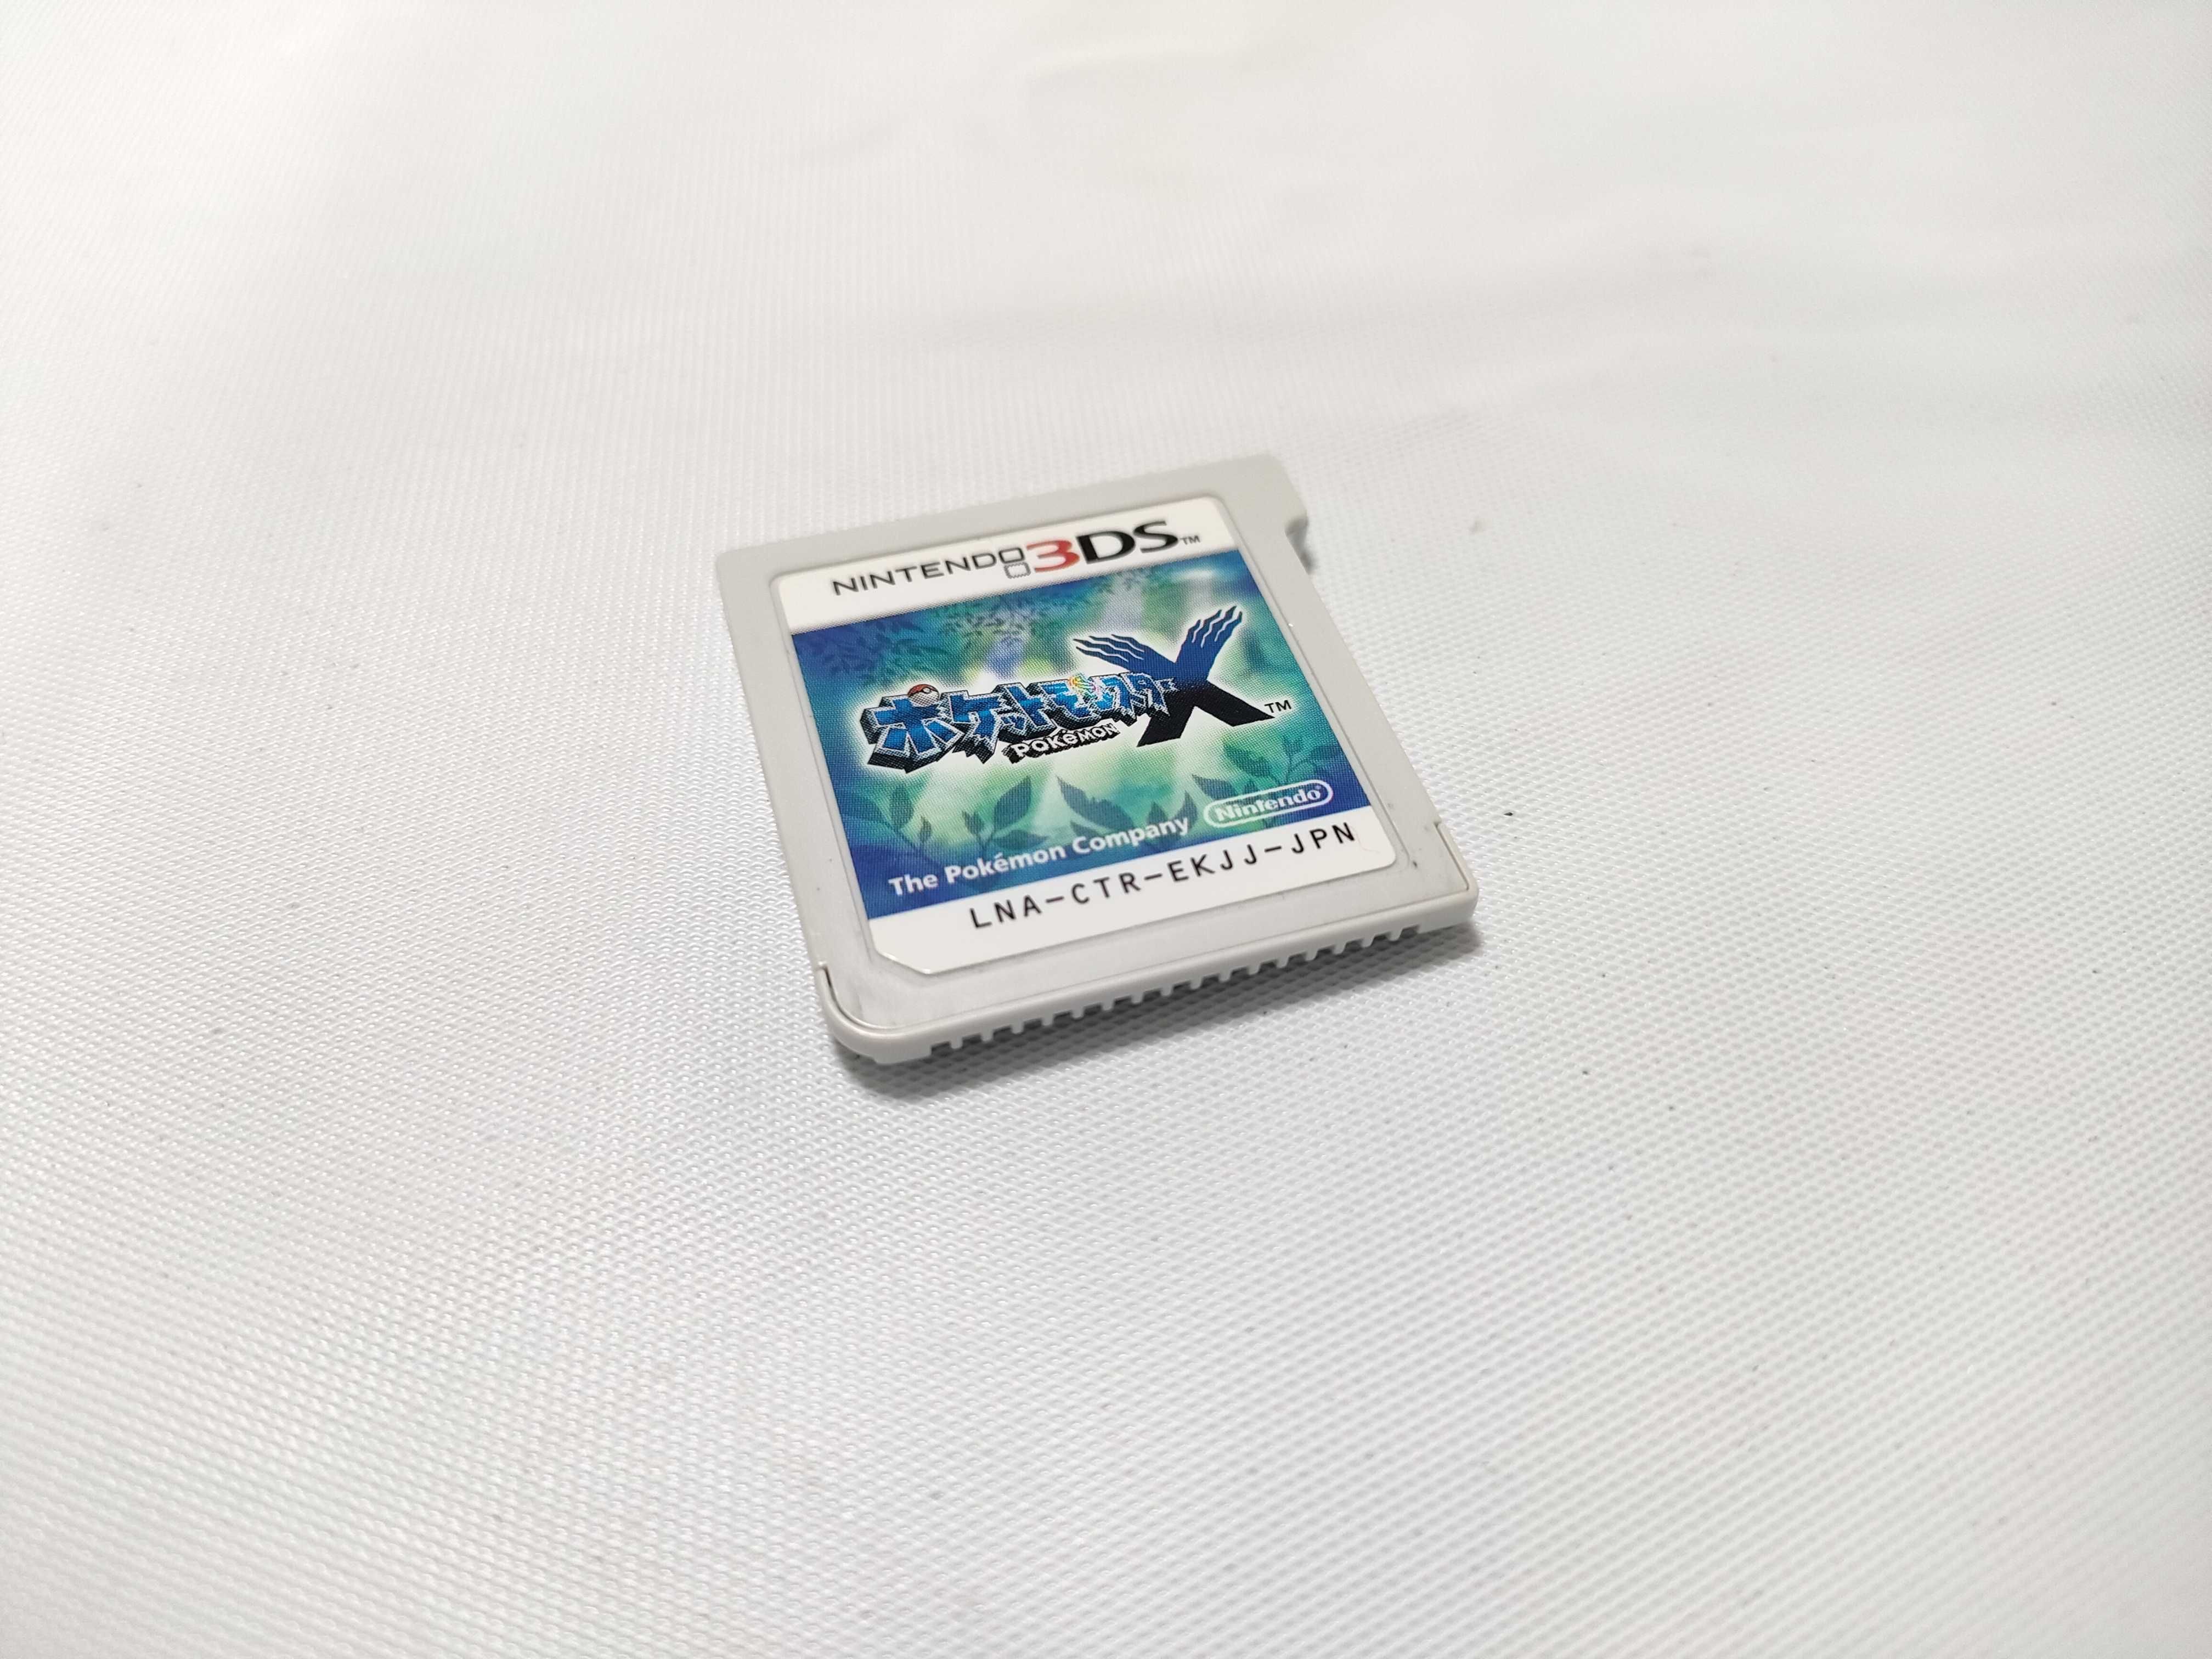 NINTENDO 3DS™
ポケットモンスター X™
POKéMON
The Pokémon Company Nintendo®
LNA-CTR-EKJJ-JPN